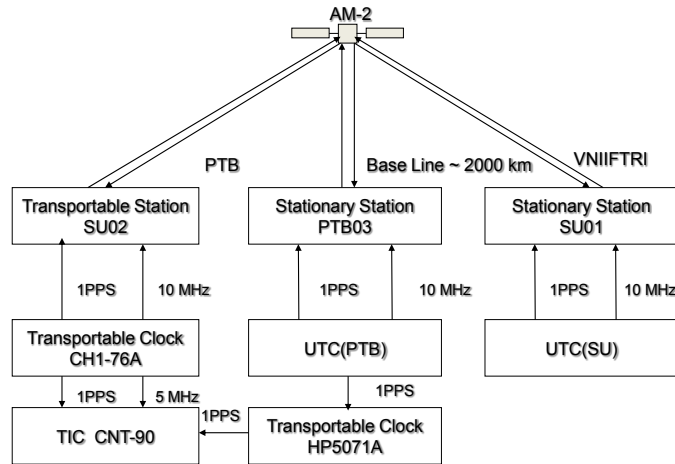 AM-2
PTB
Base Line ~ 2000 km
VNIIFTRI
Transportable Station
SU02
Stationary Station
PTB03
Stationary Station
SU01
1PPS
10 MHz
1PPS
10 MHz
1PPS
10 MHz
Transportable Clock
CH1-76A
UTC(PTB)
UTC(SU)
1PPS
5 MHz
1PPS
1PPS
TIC CNT-90
Transportable Clock
HP5071A